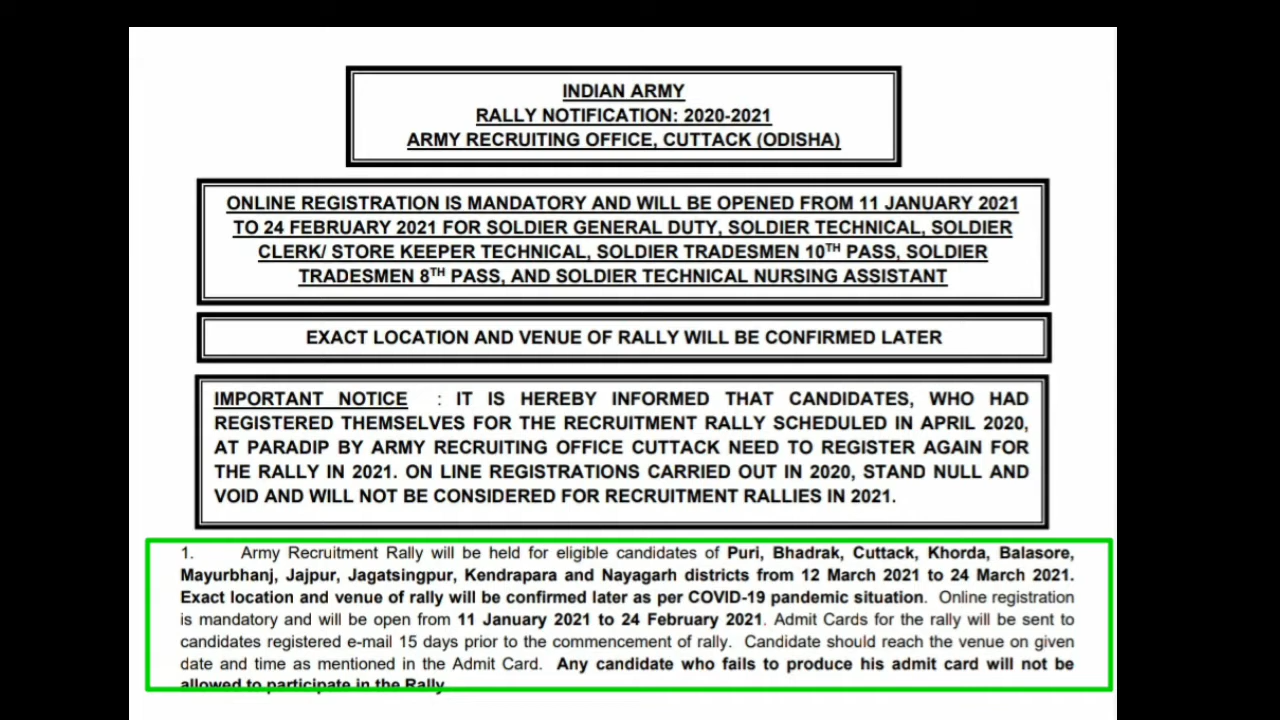 INDIAN ARMY
RALLY NOTIFICATION: 2020-2021
ARMY RECRUITING OFFICE, CUTTACK (ODISHA)
ONLINE REGISTRATION IS MANDATORY AND WILL BE OPENED FROM 11 JANUARY 2021
TO 24 FEBRUARY 2021 FOR SOLDIER GENERAL DUTY, SOLDIER TECHNICAL, SOLDIER
CLERK/ STORE KEEPER TECHNICAL, SOLDIER TRADESMEN 10TH PASS, SOLDIER
TRADESMEN 8TH PASS, AND SOLDIER TECHNICAL NURSING ASSISTANT
EXACT LOCATION AND VENUE OF RALLY WILL BE CONFIRMED LATER
IMPORTANT NOTICE : IT IS HEREBY INFORMED THAT CANDIDATES, WHO HAD
REGISTERED THEMSELVES FOR THE RECRUITMENT RALLY SCHEDULED IN APRIL 2020,
AT PARADIP BY ARMY RECRUITING OFFICE CUTTACK NEED TO REGISTER AGAIN FOR
THE RALLY IN 2021. ON LINE REGISTRATIONS CARRIED OUT IN 2020, STAND NULL AND
VOID AND WILL NOT BE CONSIDERED FOR RECRUITMENT RALLIES IN 2021.
1. Army Recruitment Rally will be held for eligible candidates of Puri, Bhadrak, Cuttack, Khorda, Balasore,
Mayurbhanj, Jajpur, Jagatsingpur, Kendrapara and Nayagarh districts from 12 March 2021 to 24 March 2021.
Exact location and venue of rally will be confirmed later as per COVID-19 pandemic situation. Online registration
is mandatory and will be open from 11 January 2021 to 24 February 2021. Admit Cards for the rally will be sent to
candidates registered e-mail 15 days prior to the commencement of rally. Candidate should reach the venue on given
date and time as mentioned in the Admit Card. Any candidate who fails to produce his admit card will not be
allowed to participate in the Rally